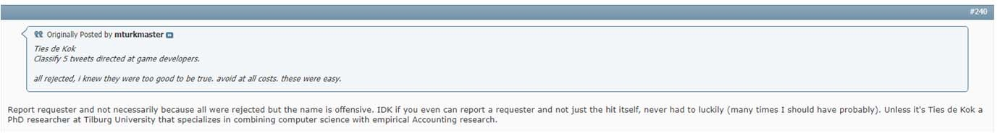 #240
Originally Posted by mturkmaster
Ties de Kok
Classify 5 tweets directed at game developers.
all rejected, i knew they were too good to be true. avoid at all costs. these were easy.
Report requester and not necessarily because all were rejected but the name is offensive. IDK if you even can report a requester and not just the hit itself, never had to luckily (many times I should have probably). Unless it's Ties de Kok a
PhD researcher at Tilburg University that specializes in combining computer science with empirical Accounting research.